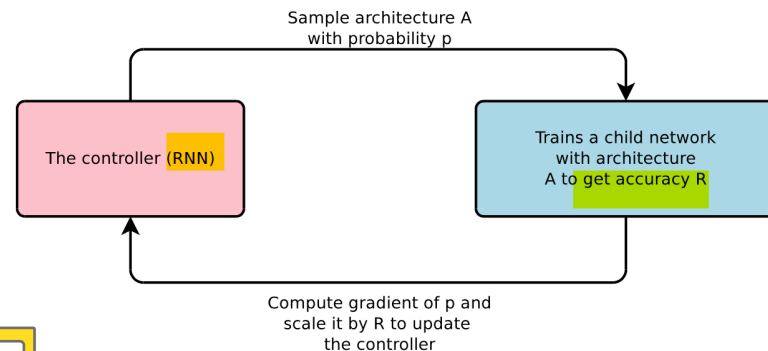 Sample architecture A
with probability p
The controller (RNN)
Trains a child network
with architecture
A to get accuracy R
Compute gradient of p and
scale it by R to update
the controller